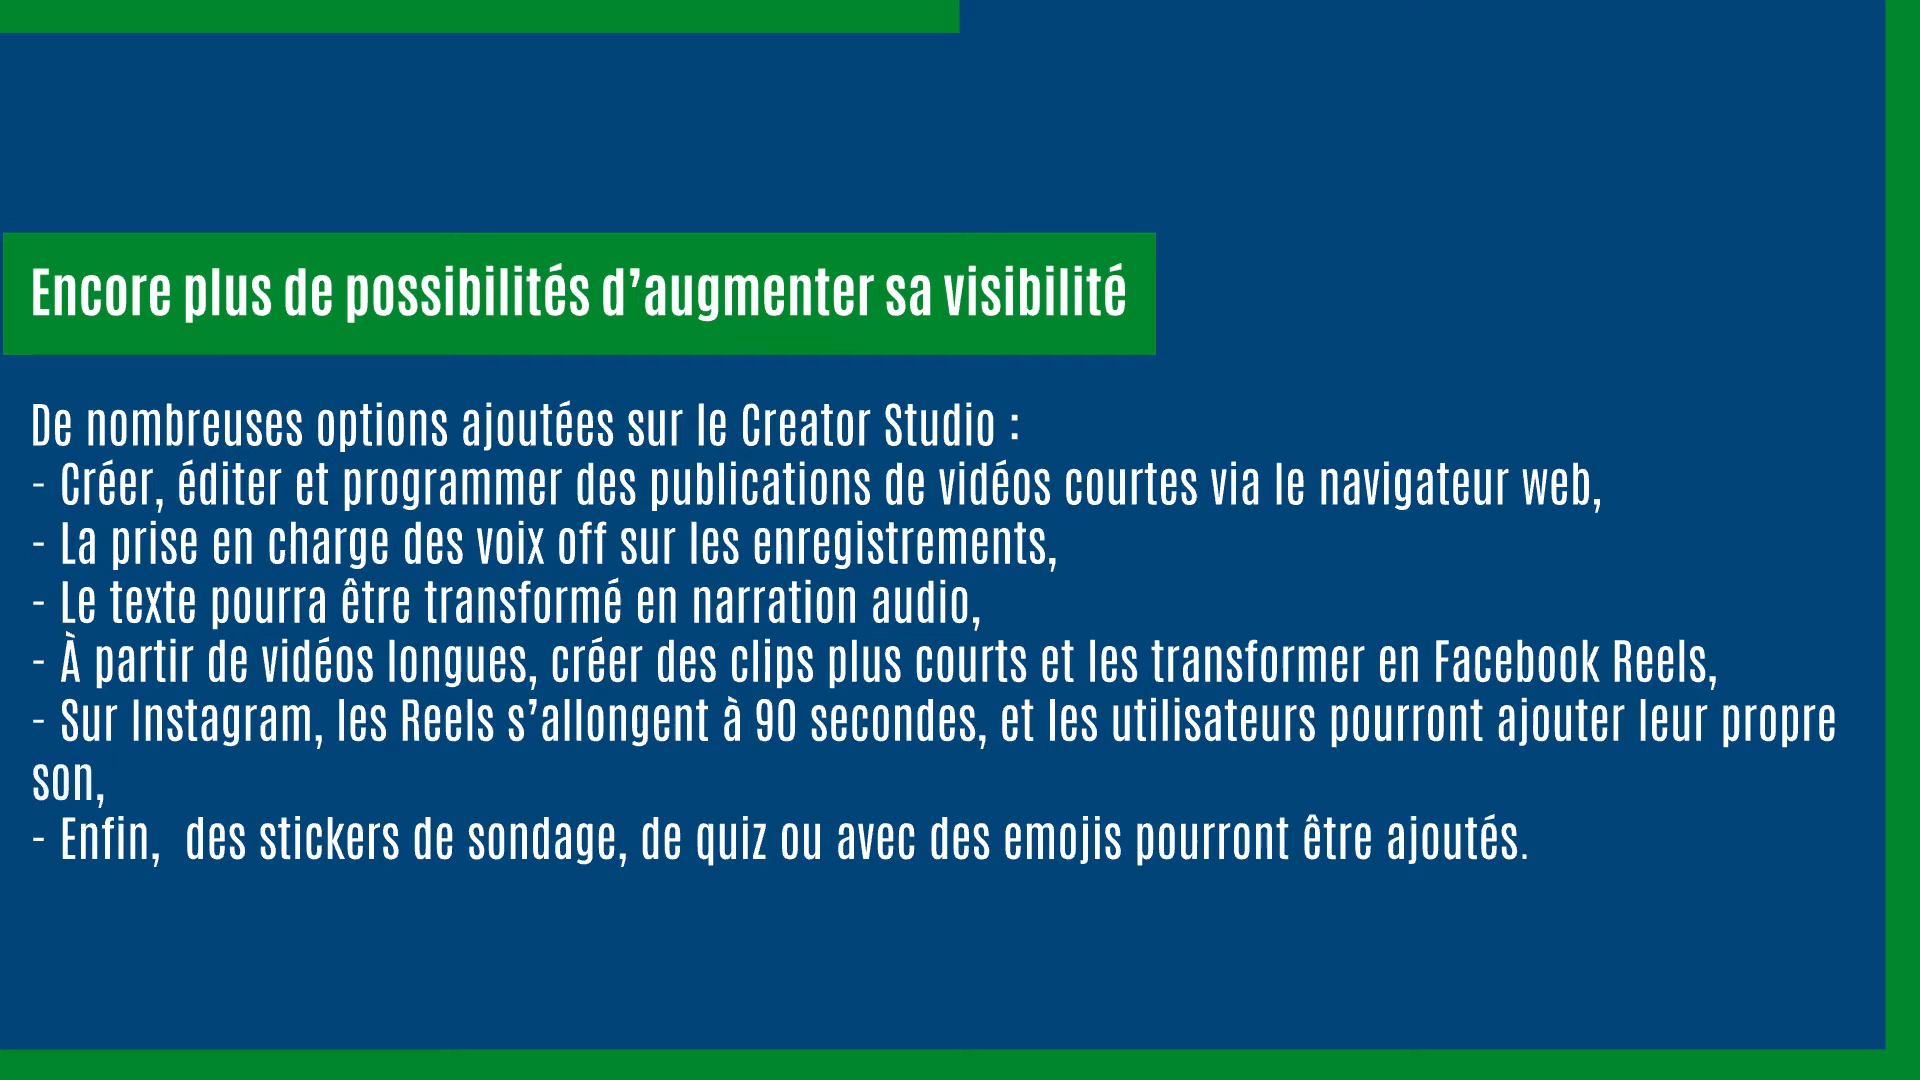 Encore plus de possibilités d’augmenter sa visibilité
De nombreuses options ajoutées sur le Creator Studio :
- Créer, éditer et programmer des publications de vidéos courtes via le navigateur web,
- La prise en charge des voix off sur les enregistrements,
- Le texte pourra être transformé en narration audio,
- À partir de vidéos longues, créer des clips plus courts et les transformer en Facebook Reels,
- Sur Instagram, les Reels s’allongent à 90 secondes, et les utilisateurs pourront ajouter leur propre
son,
- Enfin,  des stickers de sondage, de quiz ou avec des emojis pourront être ajoutés.